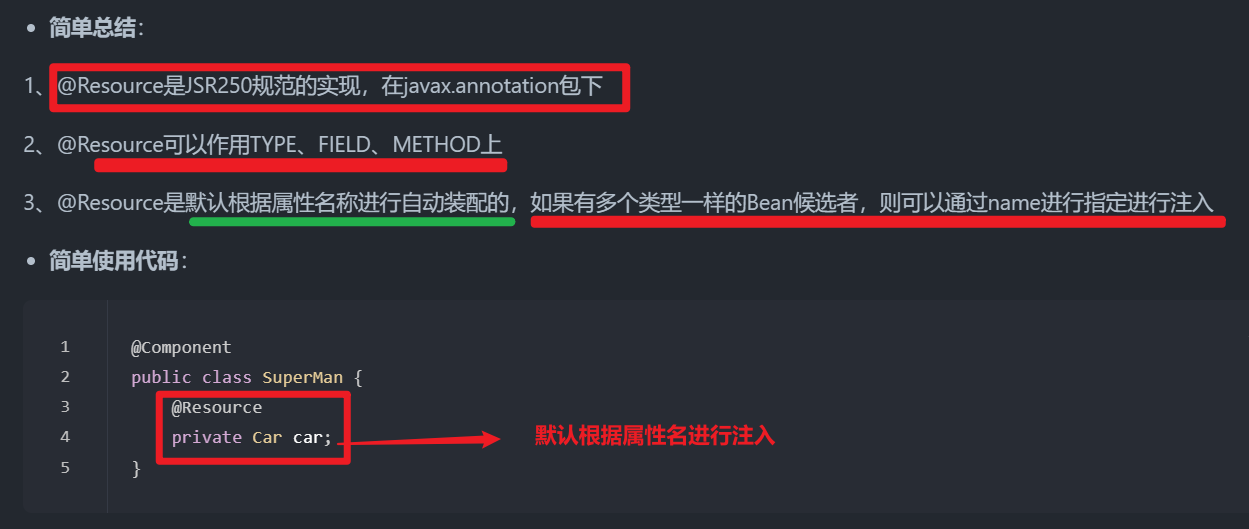 • 简单总结：
1、@Resource是JSR250规范的实现，在javax.annotation包下
2、@Resource可以作用TYPE、FIELD、METHOD上
3、@Resource是默认根据属性名称进行自动装配的，如果有多个类型一样的Bean候选者，则可以通过name进行指定进行注入
• 简单使用代码：
1 @Component
2 public class SuperMan {
3 @Resource
4 private Car car; 默认根据属性名进行注入
5 }